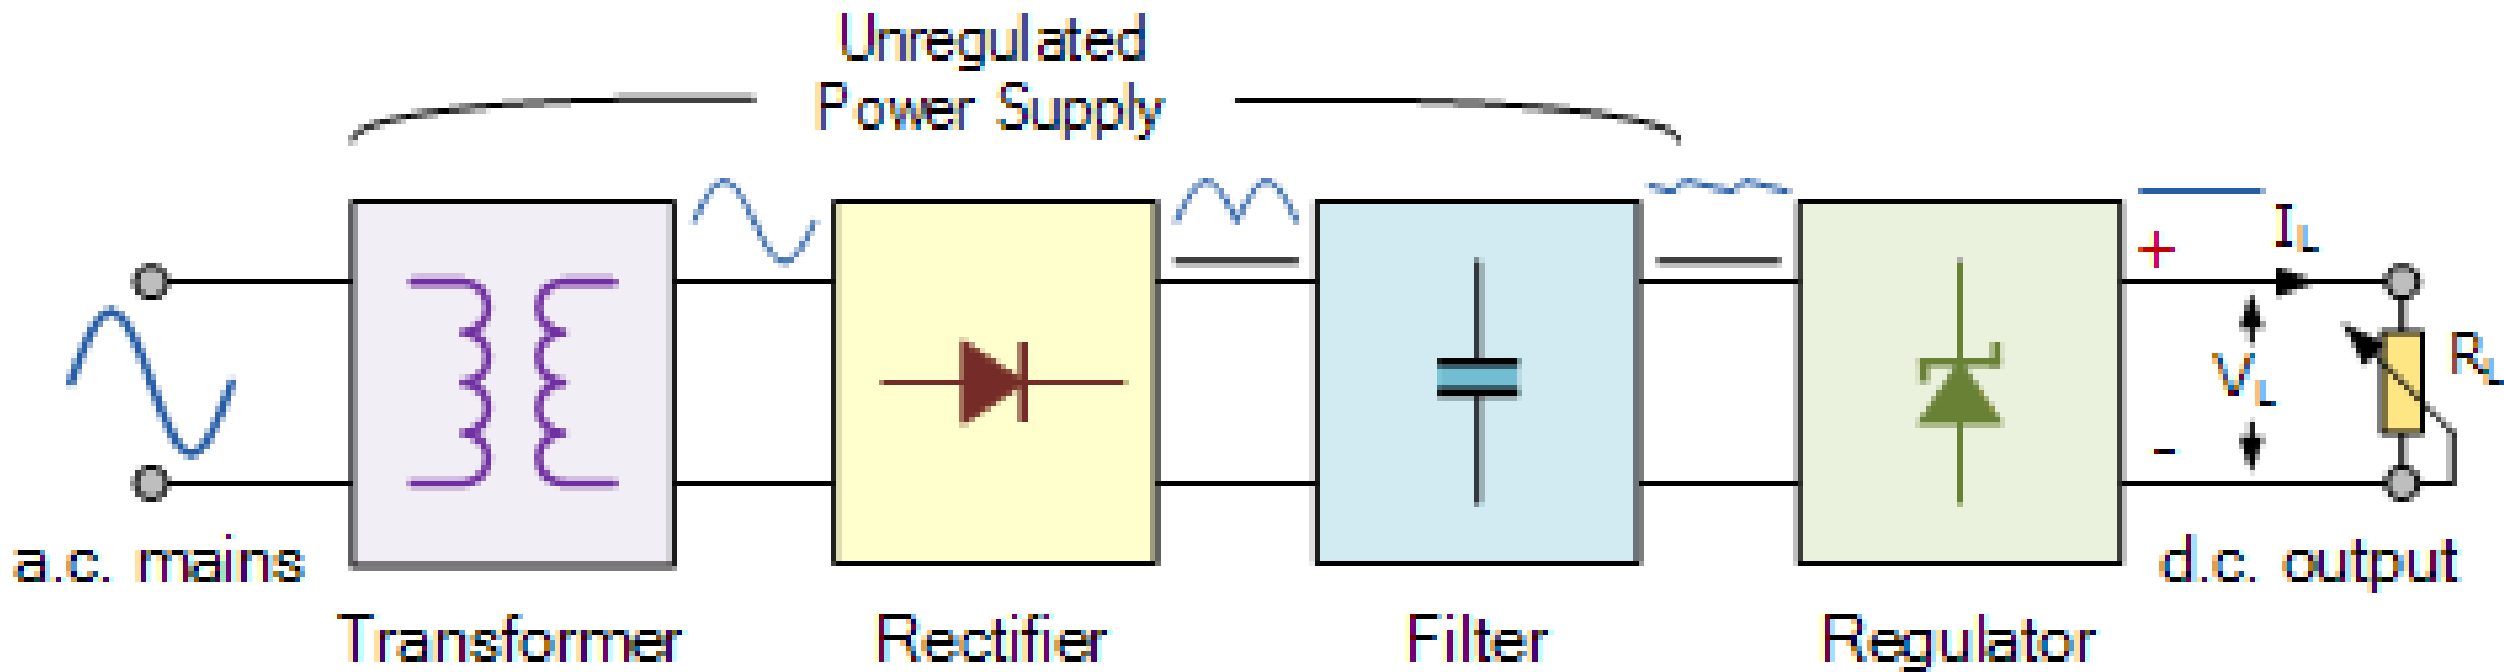 Unregulated
Power Supply
+
IL
VL
RL
-
a.c. mains
d.c. output
Transformer
Rectifier
Filter
Regulator